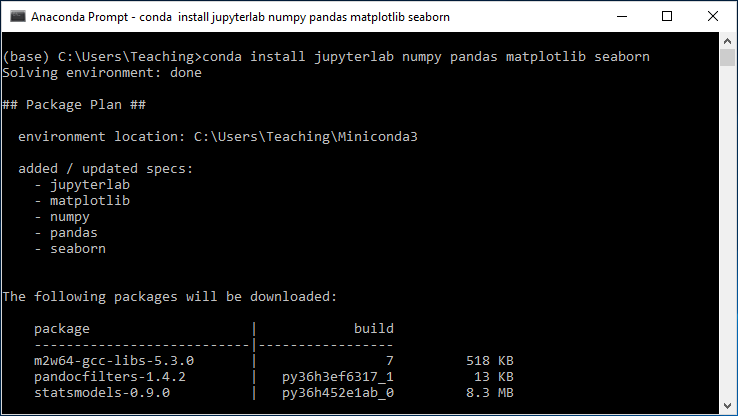 Anaconda Prompt - conda  install jupyterlab numpy pandas matplotlib seaborn
(base) C:\Users\Teaching>conda install jupyterlab numpy pandas matplotlib seaborn
Solving environment: done
## Package Plan ##
  environment location: C:\Users\Teaching\Miniconda3
  added / updated specs:
    - jupyterlab
    - matplotlib
    - numpy
    - pandas
    - seaborn
The following packages will be downloaded:
    package                    |            build
    ---------------------------|-----------------
    m2w64-gcc-libs-5.3.0       |                7         518 KB
    pandocfilters-1.4.2        |   py36h3ef6317_1          13 KB
    statsmodels-0.9.0          |   py36h452e1ab_0         8.3 MB